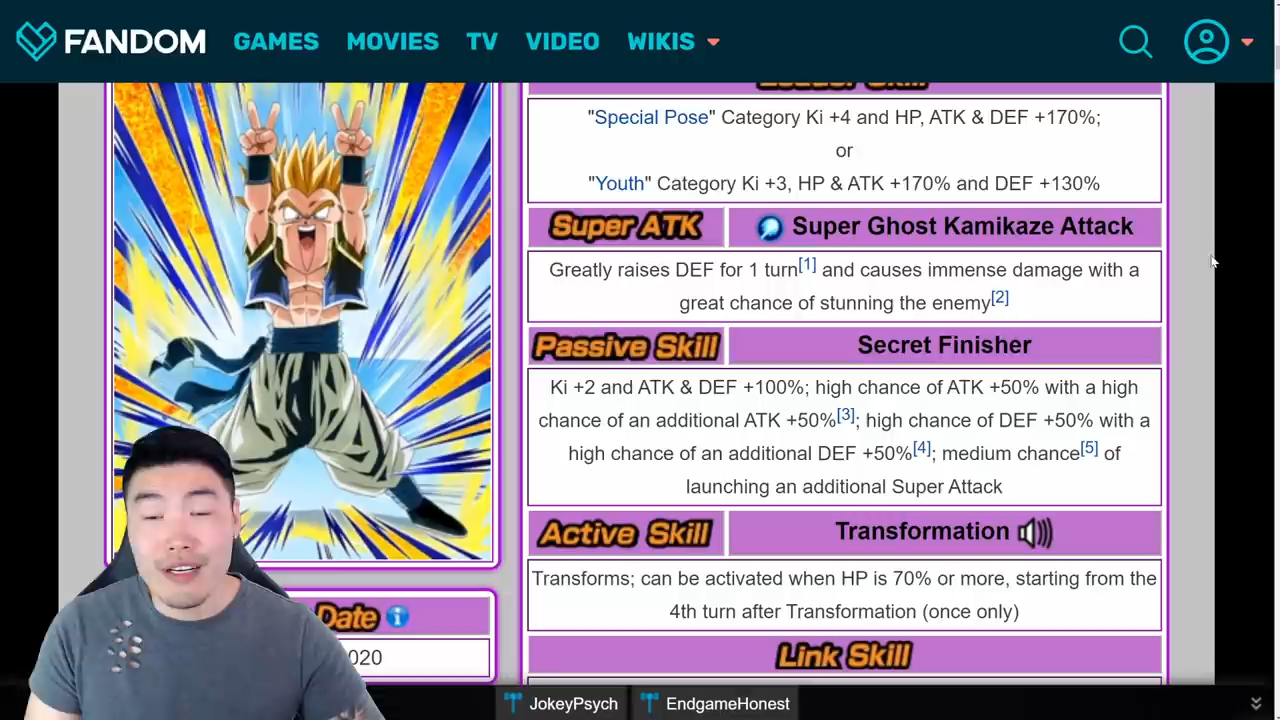 FANDOM GAMES MOVIES TV VIDEO WIKIS
Leader Skill
"Special Pose" Category Ki +4 and HP, ATK & DEF +170%;
or
"Youth" Category Ki +3, HP & ATK +170% and DEF +130%
Super ATK Super Ghost Kamikaze Attack
Greatly raises DEF for 1 turn[1] and causes immense damage with a
great chance of stunning the enemy[2]
Passive Skill Secret Finisher
Ki +2 and ATK & DEF +100%; high chance of ATK +50% with a high
chance of an additional ATK +50%[3]; high chance of DEF +50% with a
high chance of an additional DEF +50%[4]; medium chance[5] of
launching an additional Super Attack
Active Skill Transformation
Transforms; can be activated when HP is 70% or more, starting from the
4th turn after Transformation (once only)
Link Skill
Date
020
JokeyPsych EndgameHonest